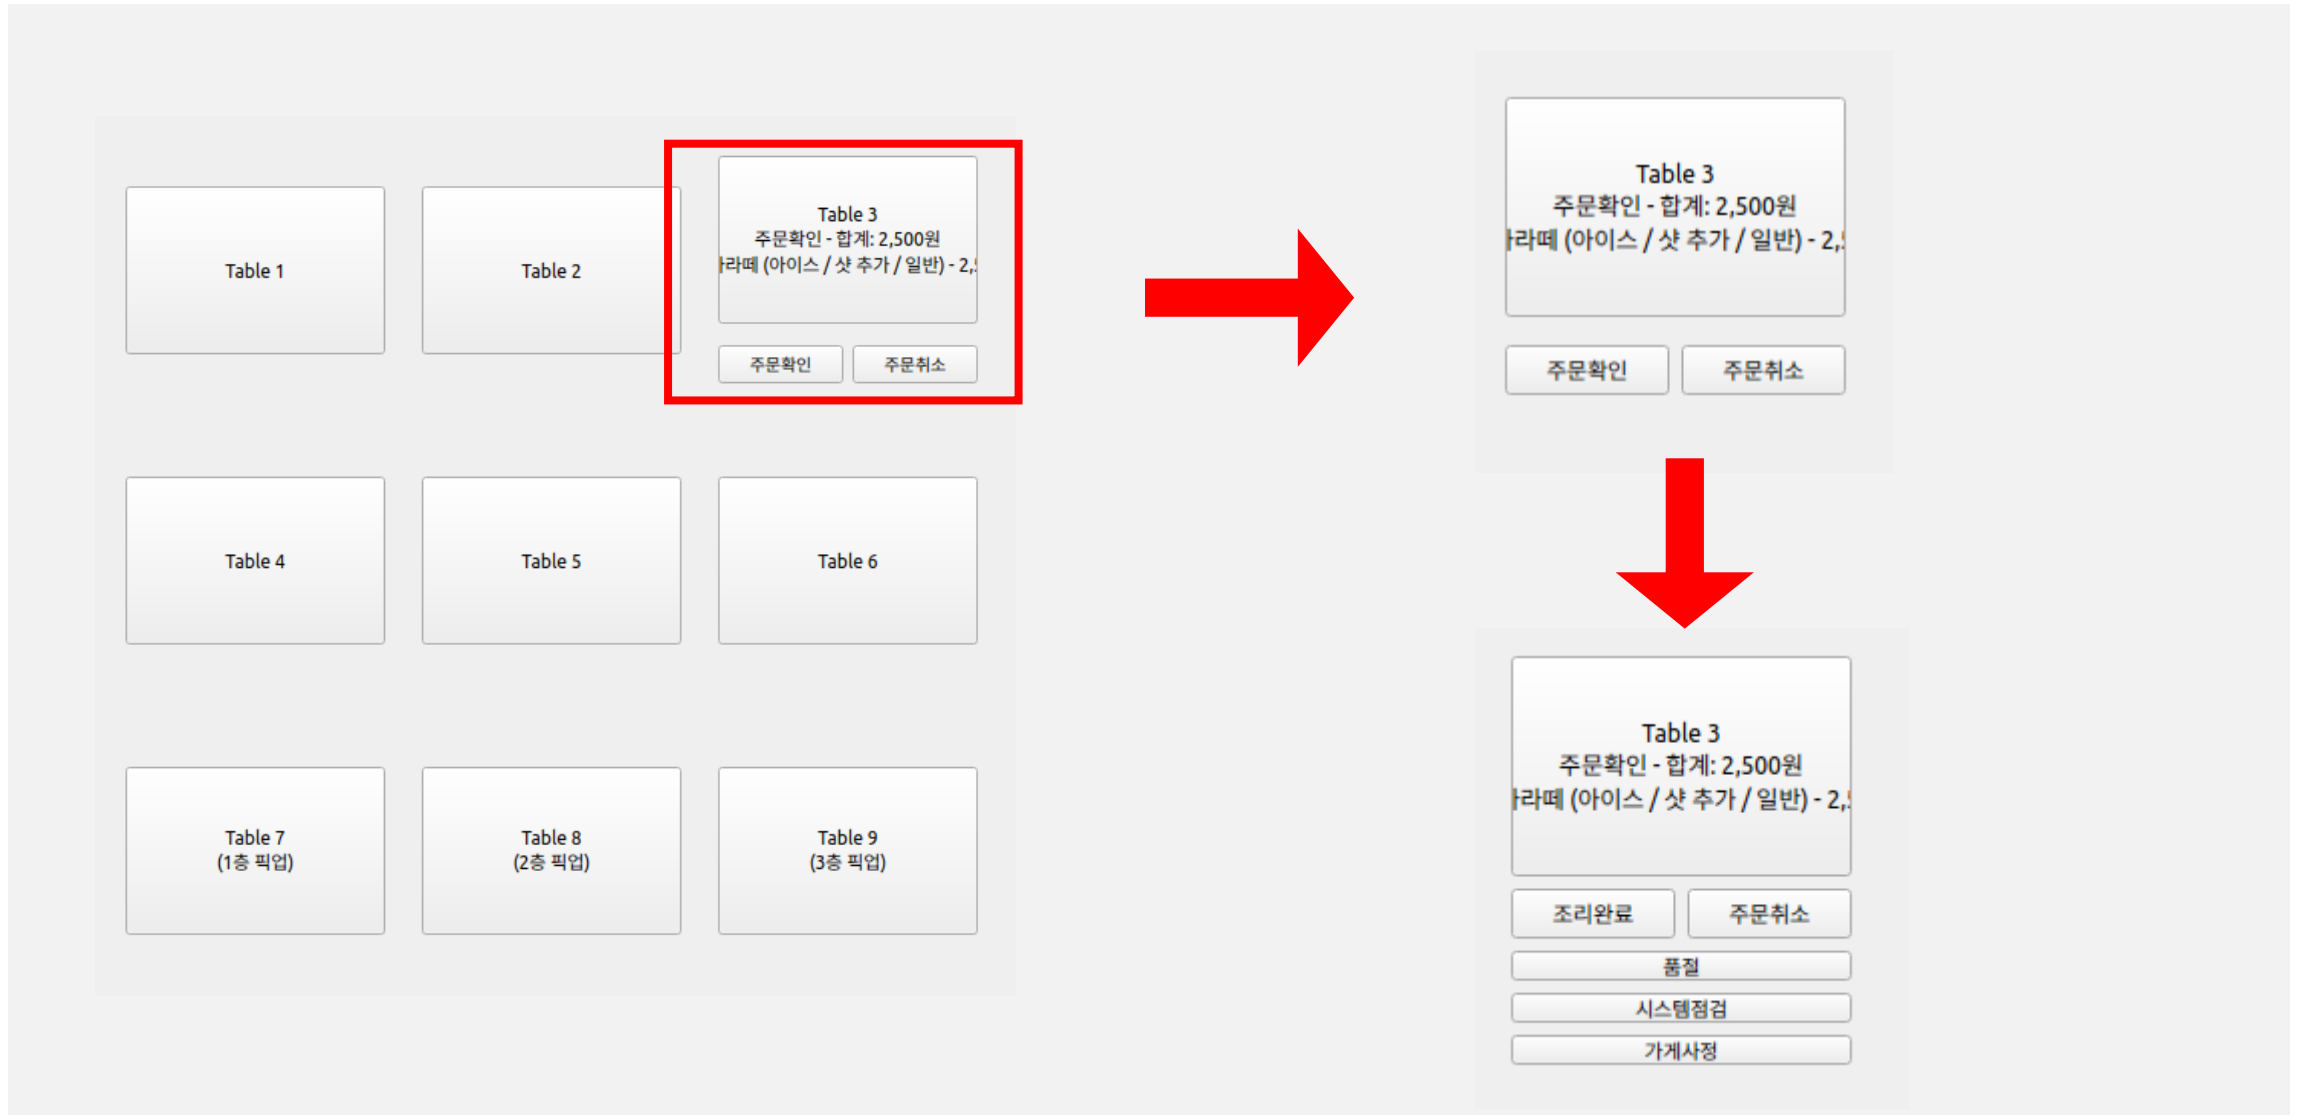 Table 1
Table 2
Table 3
주문확인 - 합계: 2,500원
라떼 (아이스 / 샷 추가 / 일반) - 2,
주문확인
주문취소
Table 4
Table 5
Table 6
Table 7
(1층 픽업)
Table 8
(2층 픽업)
Table 9
(3층 픽업)
Table 3
주문확인 - 합계: 2,500원
라떼 (아이스 / 샷 추가 / 일반) - 2,
주문확인
주문취소
Table 3
주문확인 - 합계: 2,500원
라떼 (아이스 / 샷 추가 / 일반) - 2,
조리완료
주문취소
품절
시스템점검
가게사정